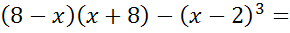 (8 − x)(x + 8) − (x − 2)³ =